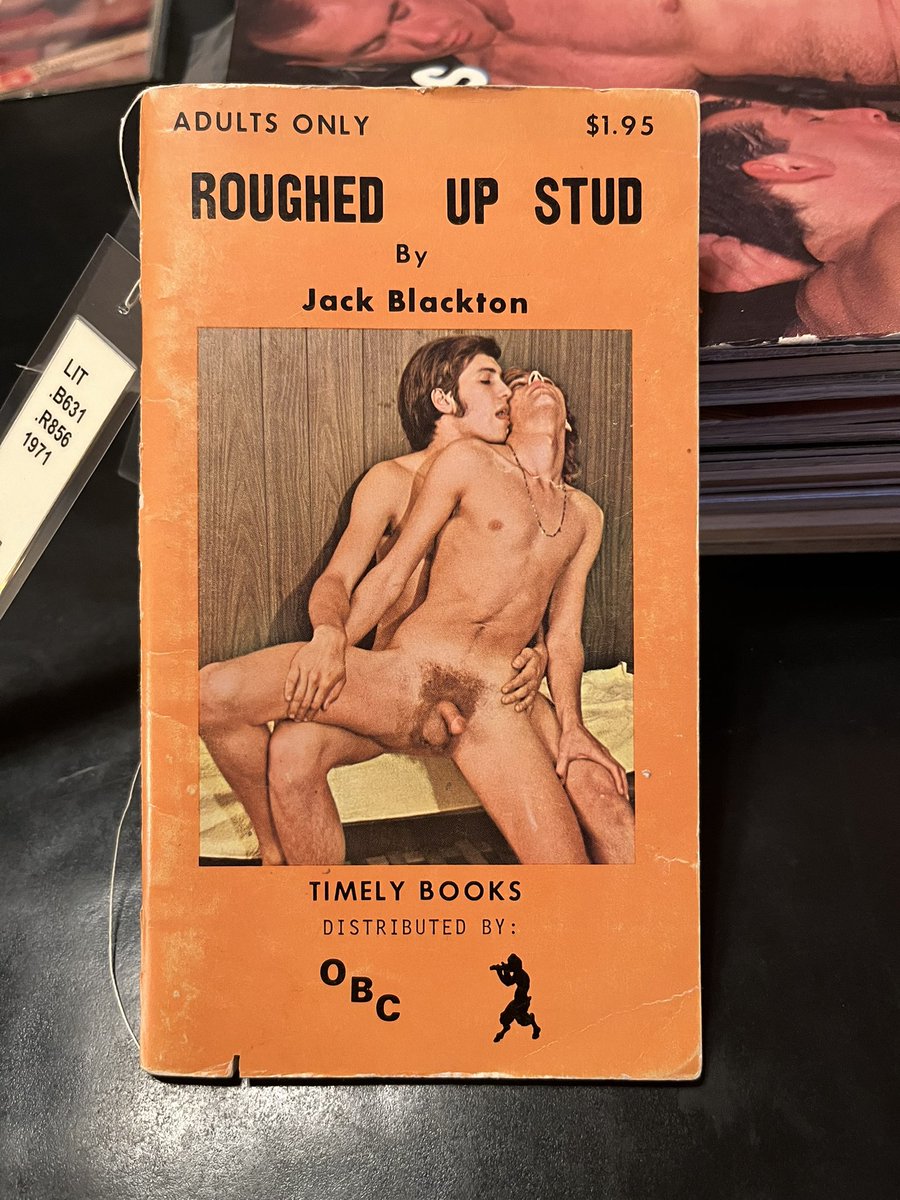 ADULTS ONLY $1.95
ROUGHED UP STUD
By
Jack Blackton
TIMELY BOOKS
DISTRIBUTED BY:
OBC
LIT
.B631
.R856
1971
S